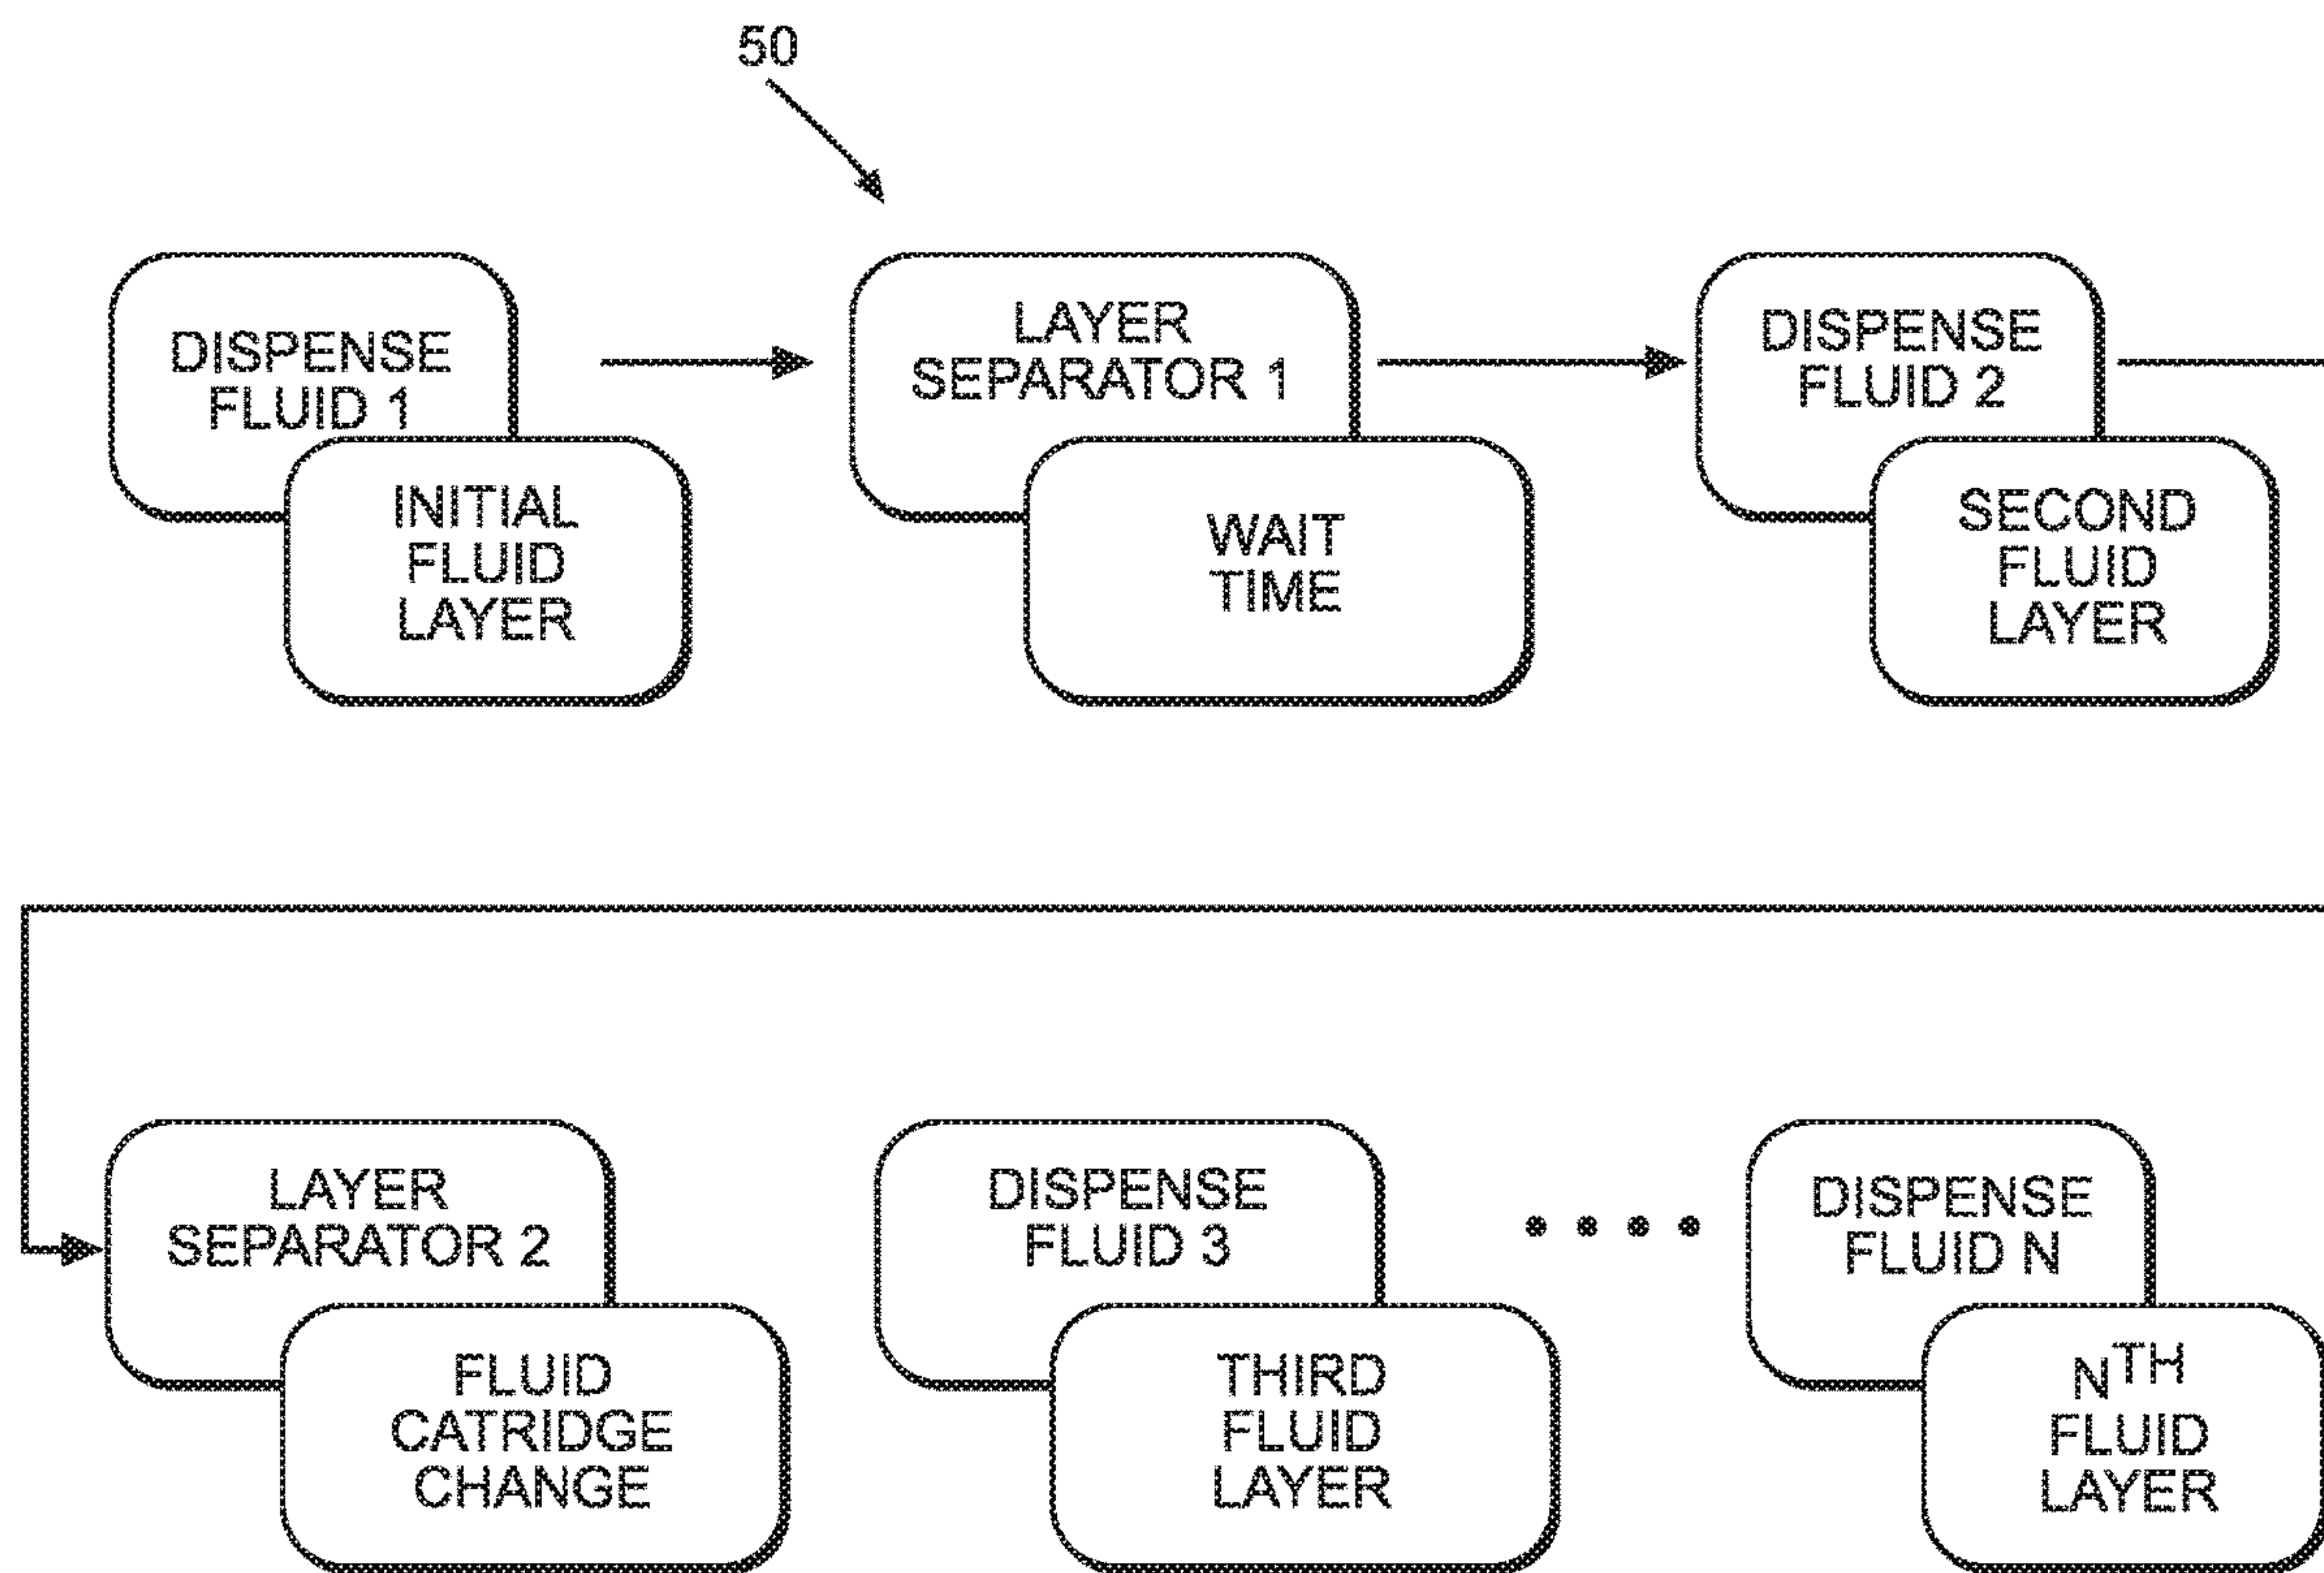 50
DISPENSE
FLUID 1
INITIAL
FLUID
LAYER
LAYER
SEPARATOR 1
WAIT
TIME
DISPENSE
FLUID 2
SECOND
FLUID
LAYER
LAYER
SEPARATOR 2
FLUID
CATRIDGE
CHANGE
DISPENSE
FLUID 3
THIRD
FLUID
LAYER
DISPENSE
FLUID N
NTH
FLUID
LAYER